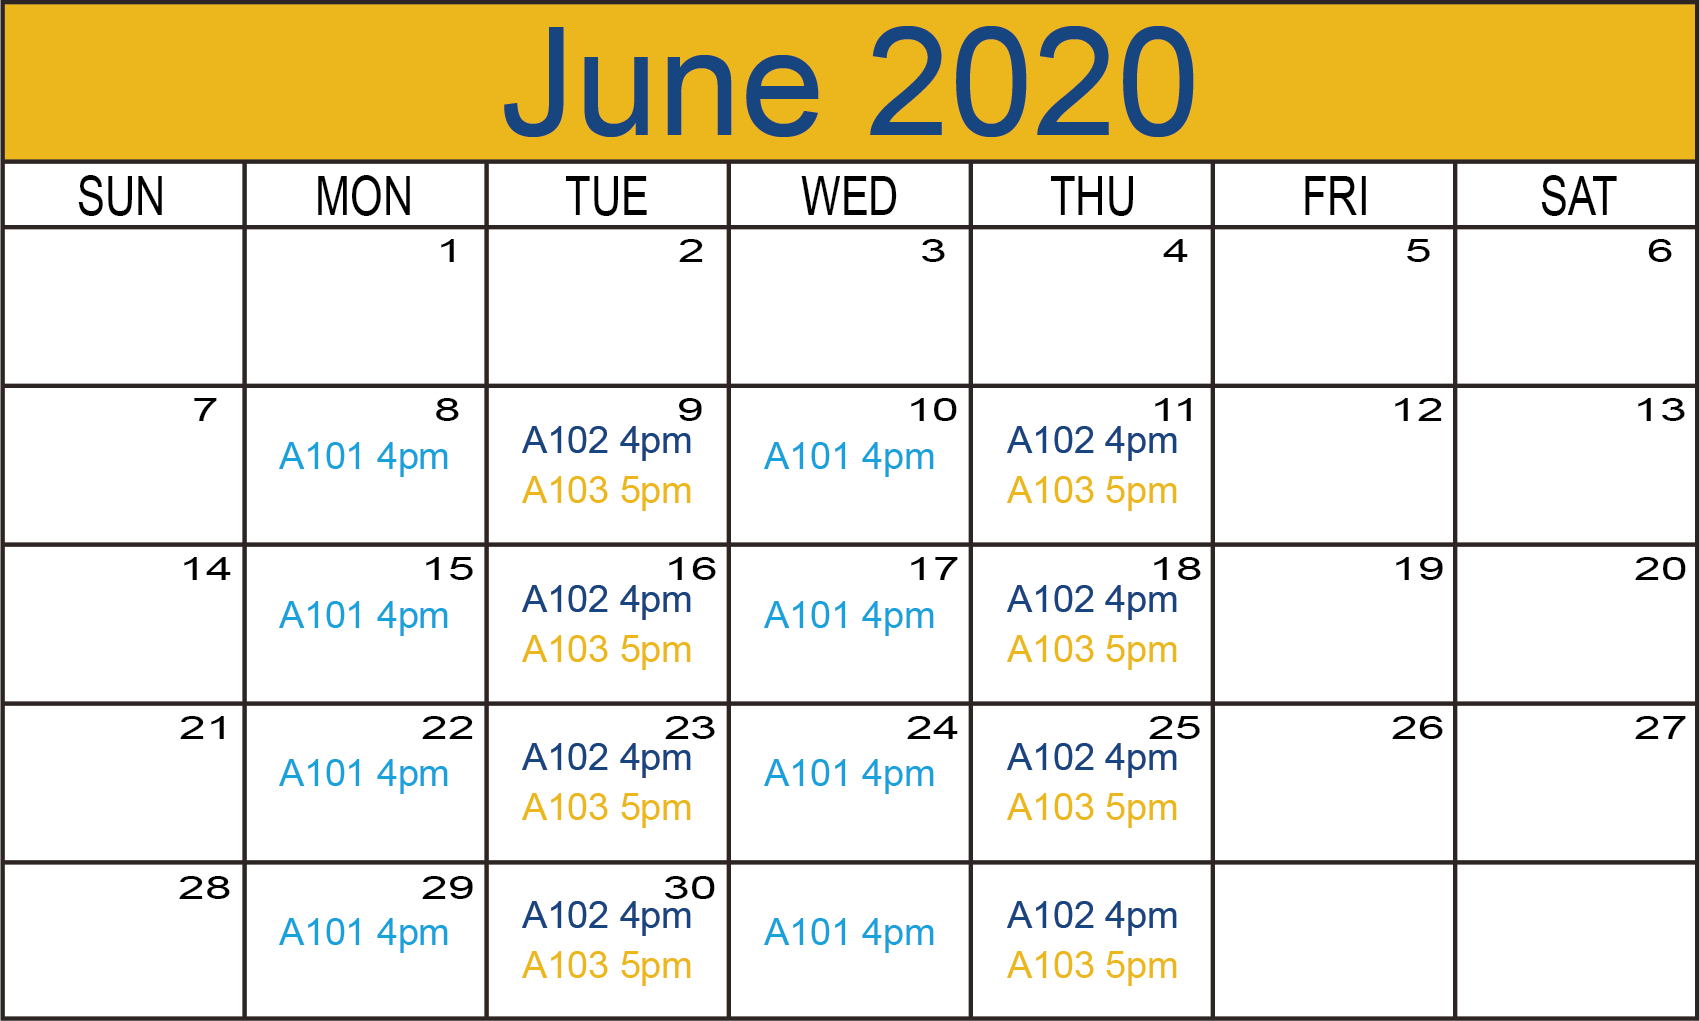 June 2020
SUN MON TUE WED THU FRI SAT
1 2 3 4 5 6
7 8 9 10 11 12 13
A101 4pm A102 4pm A101 4pm A102 4pm
A103 5pm A103 5pm
14 15 16 17 18 19 20
A101 4pm A102 4pm A101 4pm A102 4pm
A103 5pm A103 5pm
21 22 23 24 25 26 27
A101 4pm A102 4pm A101 4pm A102 4pm
A103 5pm A103 5pm
28 29 30
A101 4pm A102 4pm A101 4pm A102 4pm
A103 5pm A103 5pm